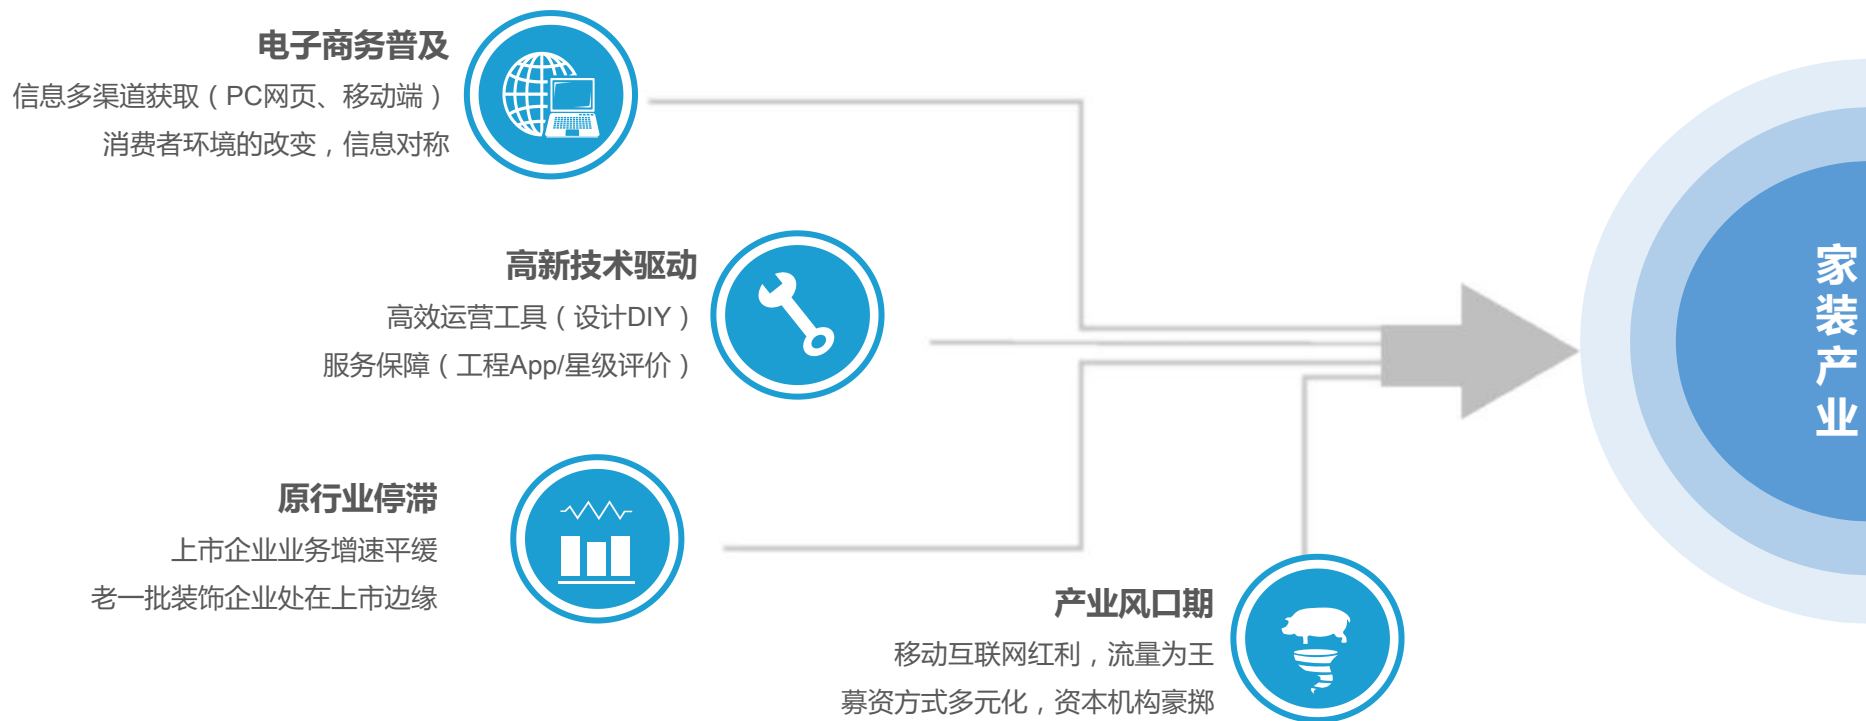 电子商务普及
信息多渠道获取（PC网页、移动端）
消费者环境的改变，信息对称
高新技术驱动
高效运营工具（设计DIY）
服务保障（工程App/星级评价）
原行业停滞
上市企业业务增速平缓
老一批装饰企业处在上市边缘
产业风口期
移动互联网红利，流量为王
募资方式多元化，资本机构豪掷
家装产业